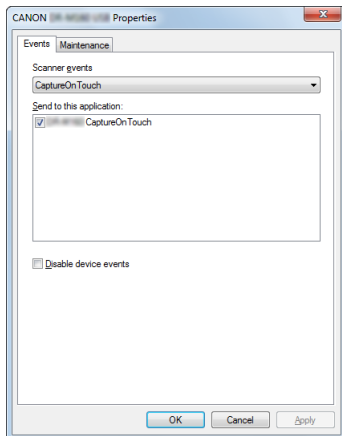 CANON Properties
Events Maintenance
Scanner events
CaptureOnTouch
Send to this application:
CaptureOnTouch
Disable device events
OK Cancel Apply